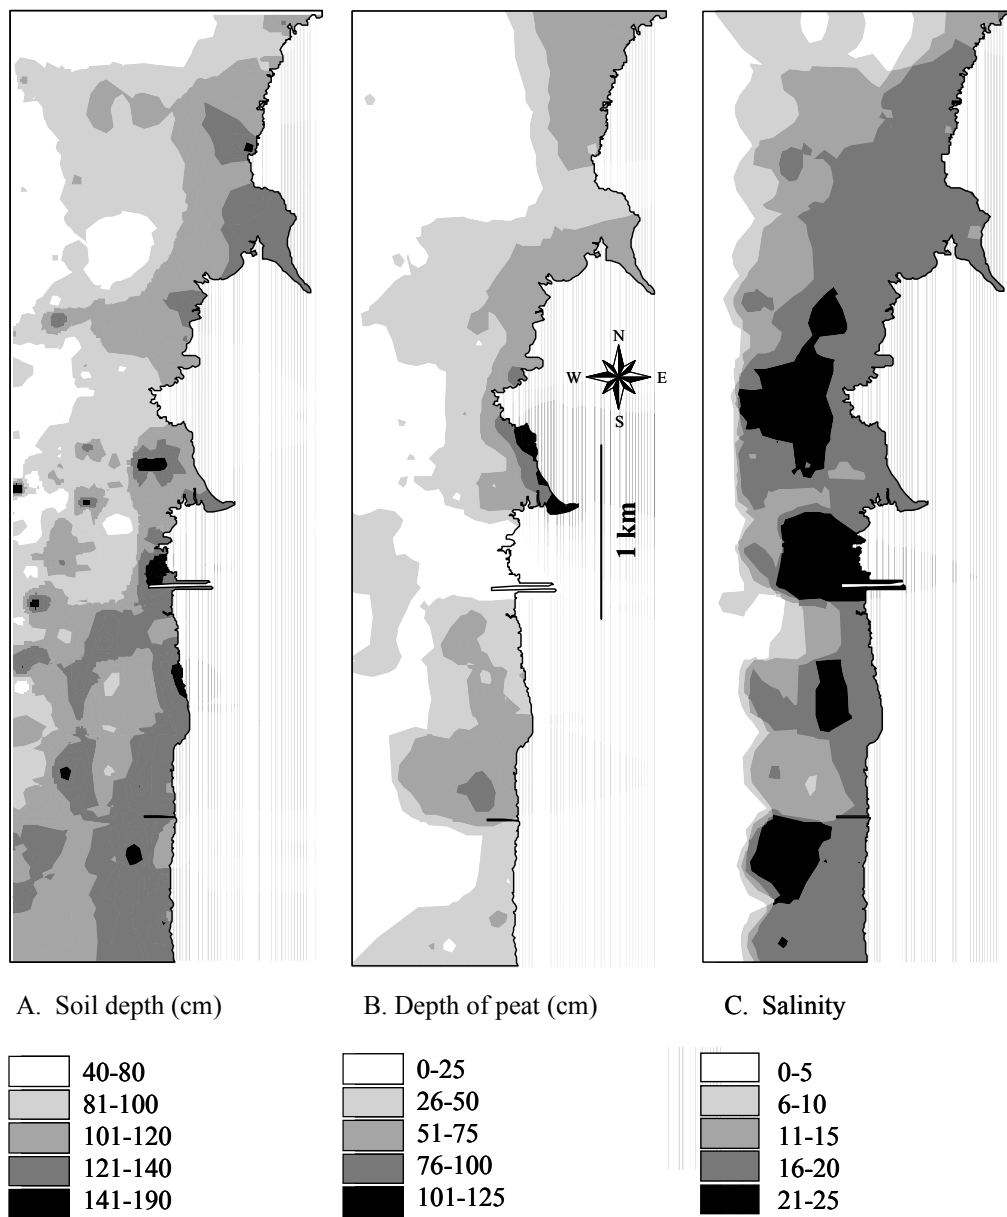 N
W E
S
1 km
A. Soil depth (cm)
B. Depth of peat (cm)
C. Salinity
40-80
81-100
101-120
121-140
141-190
0-25
26-50
51-75
76-100
101-125
0-5
6-10
11-15
16-20
21-25